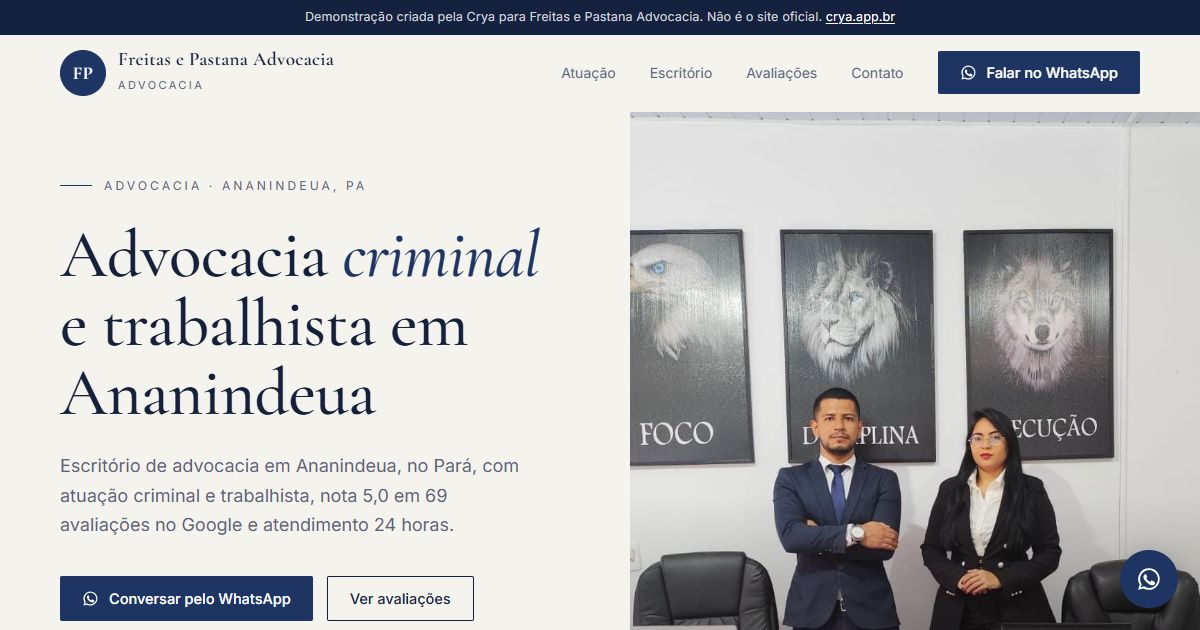 Demonstração criada pela Crya para Freitas e Pastana Advocacia. Não é o site oficial. crya.app.br
FP
Freitas e Pastana Advocacia
ADVOCACIA
Atuação
Escritório
Avaliações
Contato
Falar no WhatsApp
ADVOCACIA · ANANINDEUA, PA
Advocacia criminal
e trabalhista em
Ananindeua
Escritório de advocacia em Ananindeua, no Pará, com
atuação criminal e trabalhista, nota 5,0 em 69
avaliações no Google e atendimento 24 horas.
Conversar pelo WhatsApp
Ver avaliações
FOCO